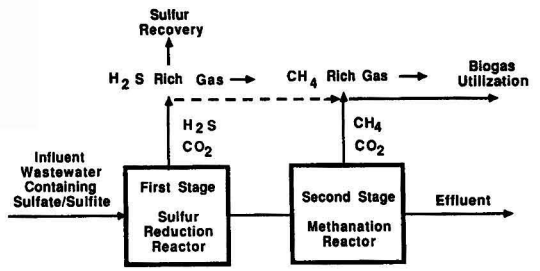 Sulfur
Recovery
H2S Rich Gas
CH4 Rich Gas
Biogas
Utilization
H2S
CO2
CH4
CO2
Influent
Wastewater
Containing
Sulfate/Sulfite
First Stage
Sulfur
Reduction
Reactor
Second Stage
Methanation
Reactor
Effluent